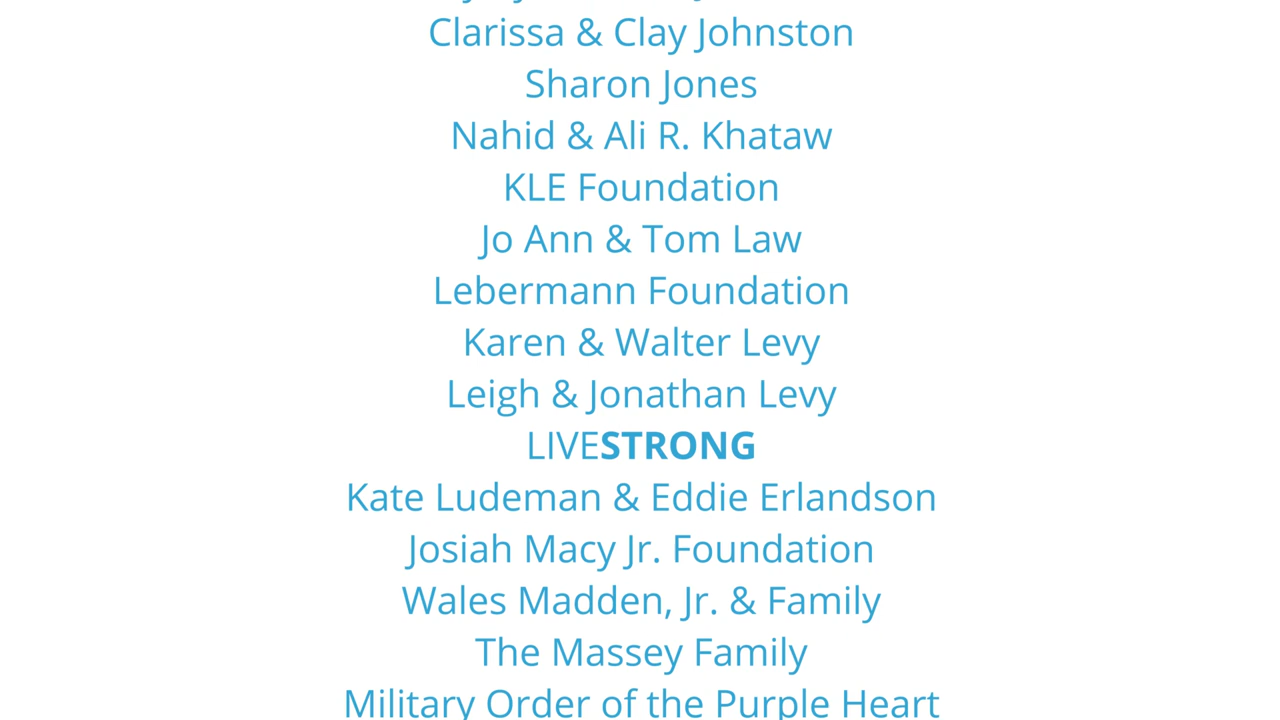 Clarissa & Clay Johnston
Sharon Jones
Nahid & Ali R. Khataw
KLE Foundation
Jo Ann & Tom Law
Lebermann Foundation
Karen & Walter Levy
Leigh & Jonathan Levy
LIVESTRONG
Kate Ludeman & Eddie Erlandson
Josiah Macy Jr. Foundation
Wales Madden, Jr. & Family
The Massey Family
Military Order of the Purple Heart